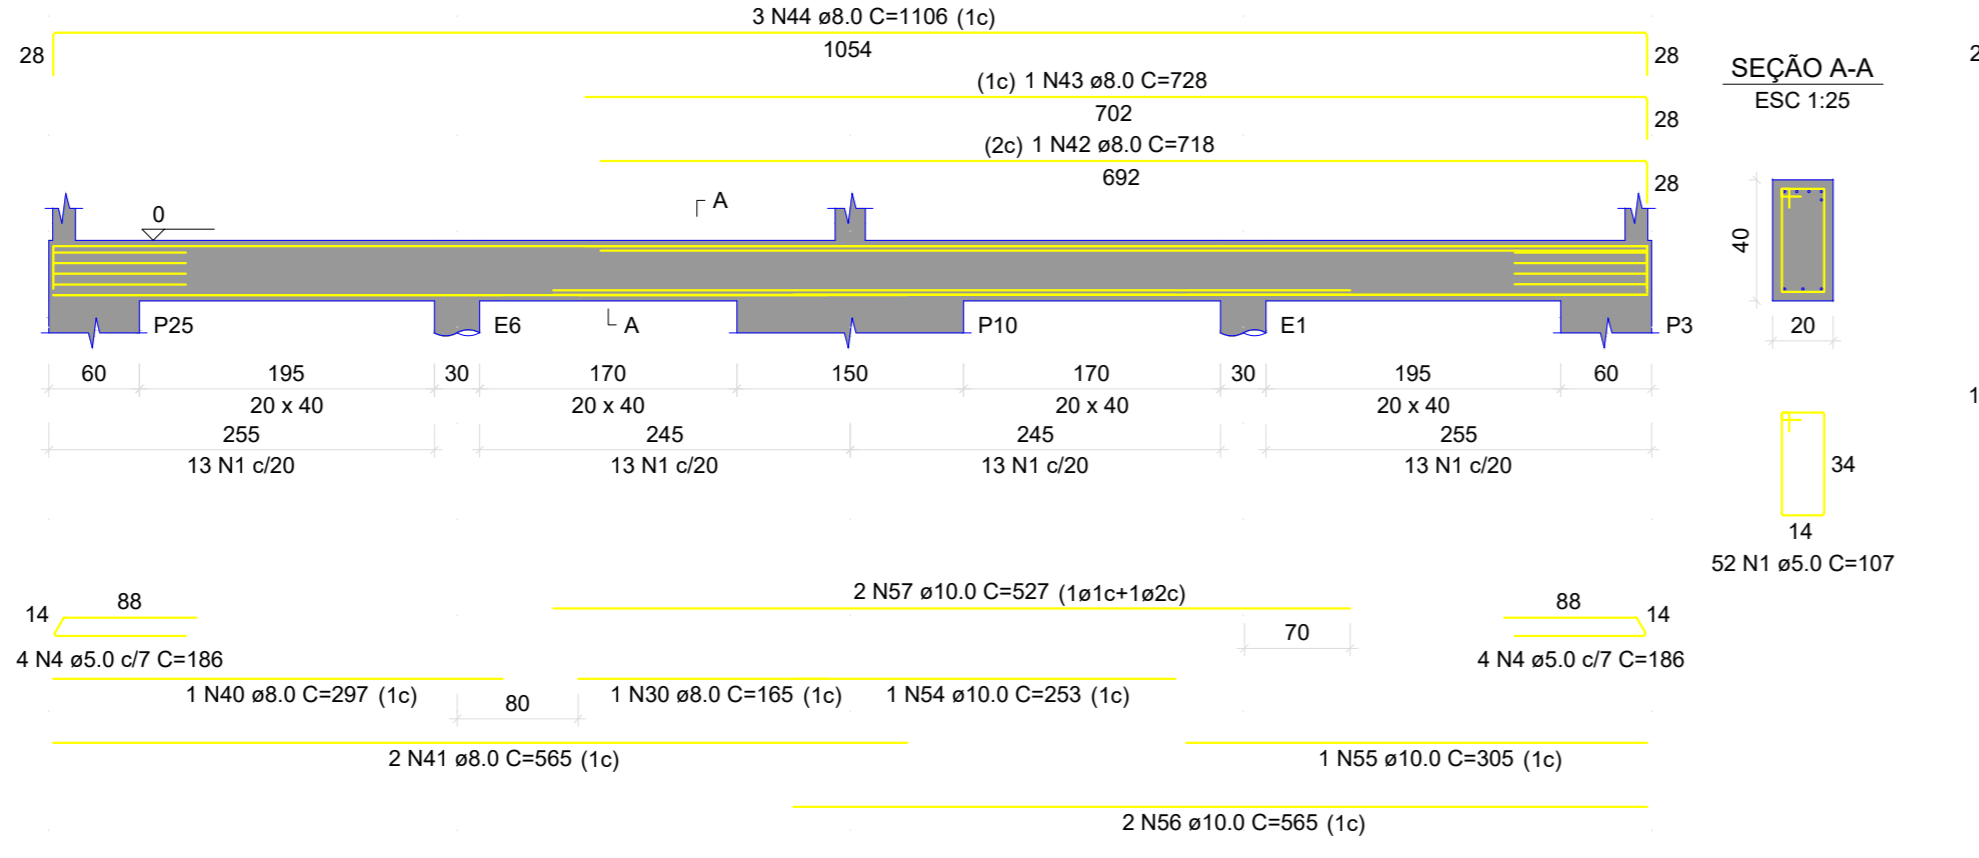 3 N44 ø8.0 C=1106 (1c)
28
1054
28
(1c) 1 N43 ø8.0 C=728
702
28
(2c) 1 N42 ø8.0 C=718
692
28
SEÇÃO A-A
ESC 1:25
2
A
0
40
20
P25
E6
A
P10
E1
P3
60 195 30 170 150 170 30 195 60
20 x 40 20 x 40 20 x 40 20 x 40
255 245 245 255
13 N1 c/20 13 N1 c/20 13 N1 c/20 13 N1 c/20
1
34
14
52 N1 ø5.0 C=107
2 N57 ø10.0 C=527 (1ø1c+1ø2c)
70
14 88
4 N4 ø5.0 c/7 C=186
88 14
4 N4 ø5.0 c/7 C=186
1 N40 ø8.0 C=297 (1c)
80
1 N30 ø8.0 C=165 (1c)
1 N54 ø10.0 C=253 (1c)
2 N41 ø8.0 C=565 (1c)
1 N55 ø10.0 C=305 (1c)
2 N56 ø10.0 C=565 (1c)